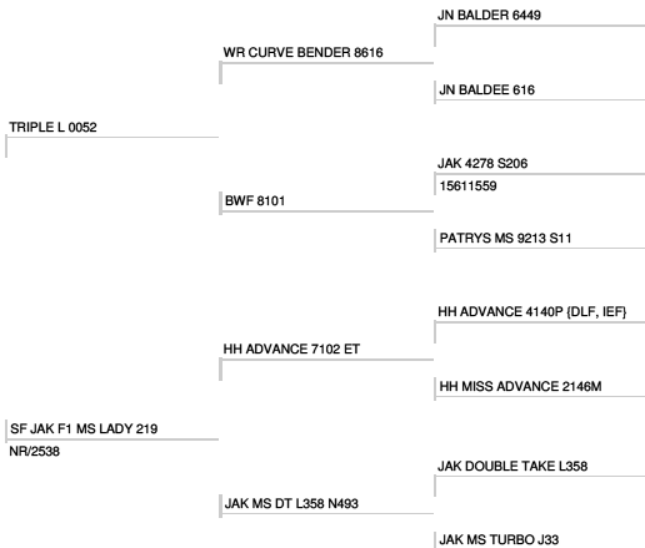 JN BALDER 6449
WR CURVE BENDER 8616
JN BALDEE 616
TRIPLE L 0052
JAK 4278 S206
15611559
BWF 8101
PATRYS MS 9213 S11
HH ADVANCE 4140P {DLF, IEF}
HH ADVANCE 7102 ET
HH MISS ADVANCE 2146M
SF JAK F1 MS LADY 219
NR/2538
JAK DOUBLE TAKE L358
JAK MS DT L358 N493
JAK MS TURBO J33